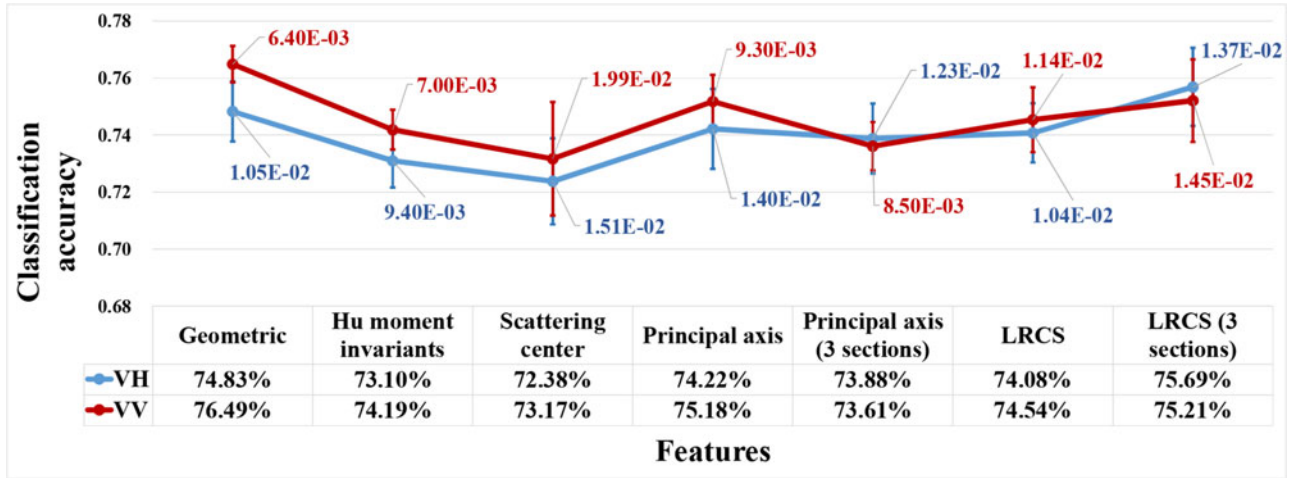 0.78
6.40E-03
9.30E-03
1.37E-02
1.23E-02
1.14E-02
7.00E-03
1.99E-02
0.76
0.74
1.05E-02
9.40E-03
1.51E-02
1.40E-02
8.50E-03
1.04E-02
1.45E-02
0.72
0.70
0.68
Classification
accuracy
Geometric
Hu moment
invariants
Scattering
center
Principal axis
Principal axis
(3 sections)
LRCS
LRCS (3
sections)
VH 74.83% 73.10% 72.38% 74.22% 73.88% 74.08% 75.69%
VV 76.49% 74.19% 73.17% 75.18% 73.61% 74.54% 75.21%
Features